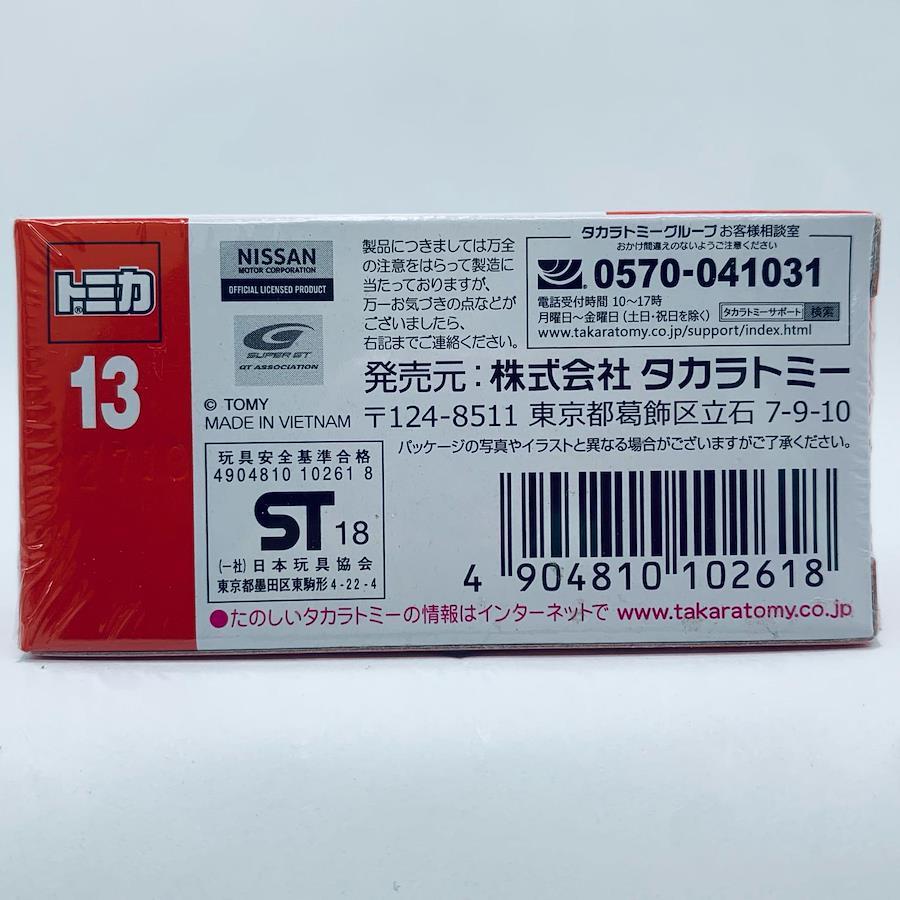 トミカ®
13
NISSAN
MOTOR CORPORATION
OFFICIAL LICENSED PRODUCT
SUPER GT
GT ASSOCIATION
© TOMY
MADE IN VIETNAM
製品につきましては万全
の注意をはらって製造に
当たっておりますが、
万一お気づきの点などが
ございましたら、
右記までご連絡ください。
タカラトミーグループ お客様相談室
おかけ間違えのないようご注意ください
0570-041031
電話受付時間 10～17時
月曜日～金曜日 (土日・祝日を除く)
タカラトミーサポート 検索
www.takaratomy.co.jp/support/index.html
発売元：株式会社 タカラトミー
〒124-8511 東京都葛飾区立石 7-9-10
パッケージの写真やイラストと異なる場合がございますがご了承ください。
玩具安全基準合格
4904810 10261 8
ST 18
(一社) 日本玩具協会
東京都墨田区東駒形 4-22-4
4 904810 102618
●たのしいタカラトミーの情報はインターネットで www.takaratomy.co.jp